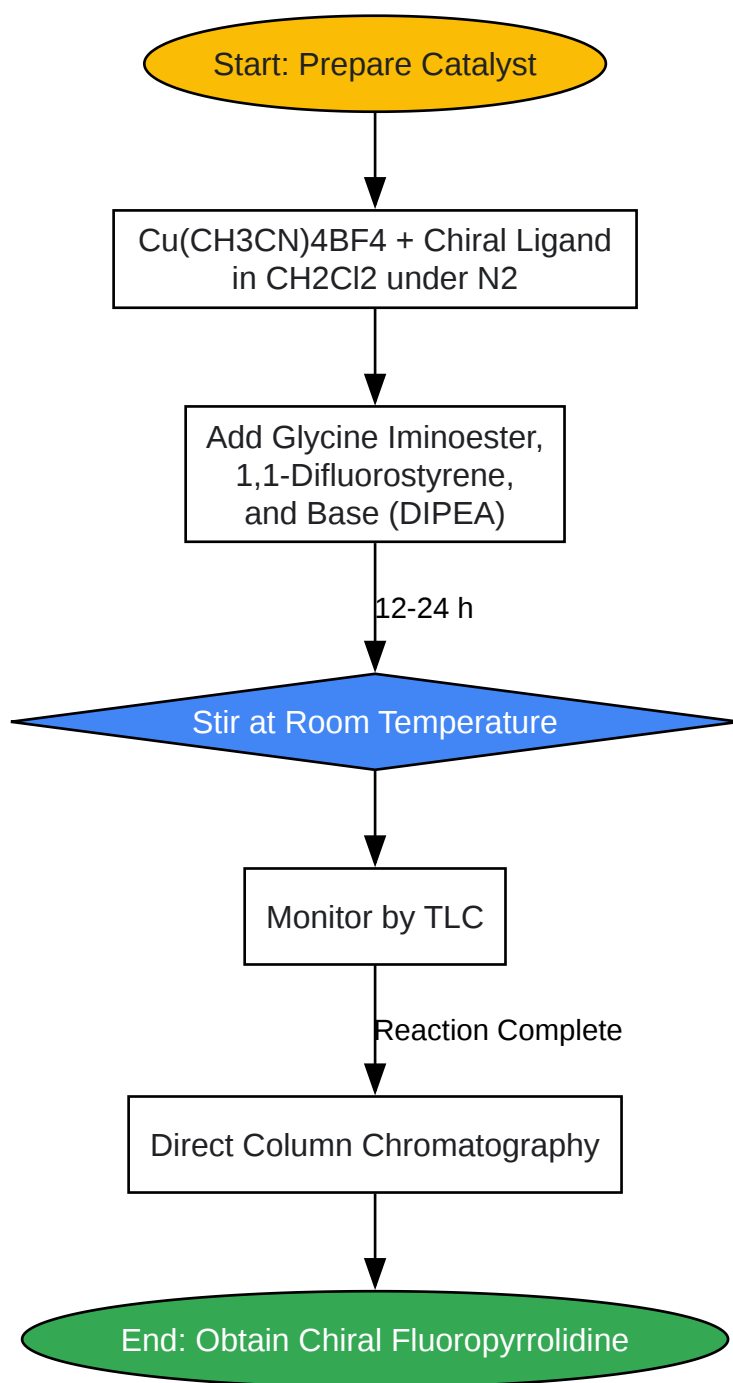 Start: Prepare Catalyst
Cu(CH3CN)4BF4 + Chiral Ligand
in CH2Cl2 under N2
Add Glycine Iminoester,
1,1-Difluorostyrene,
and Base (DIPEA)
12-24 h
Stir at Room Temperature
Monitor by TLC
Reaction Complete
Direct Column Chromatography
End: Obtain Chiral Fluoropyrrolidine